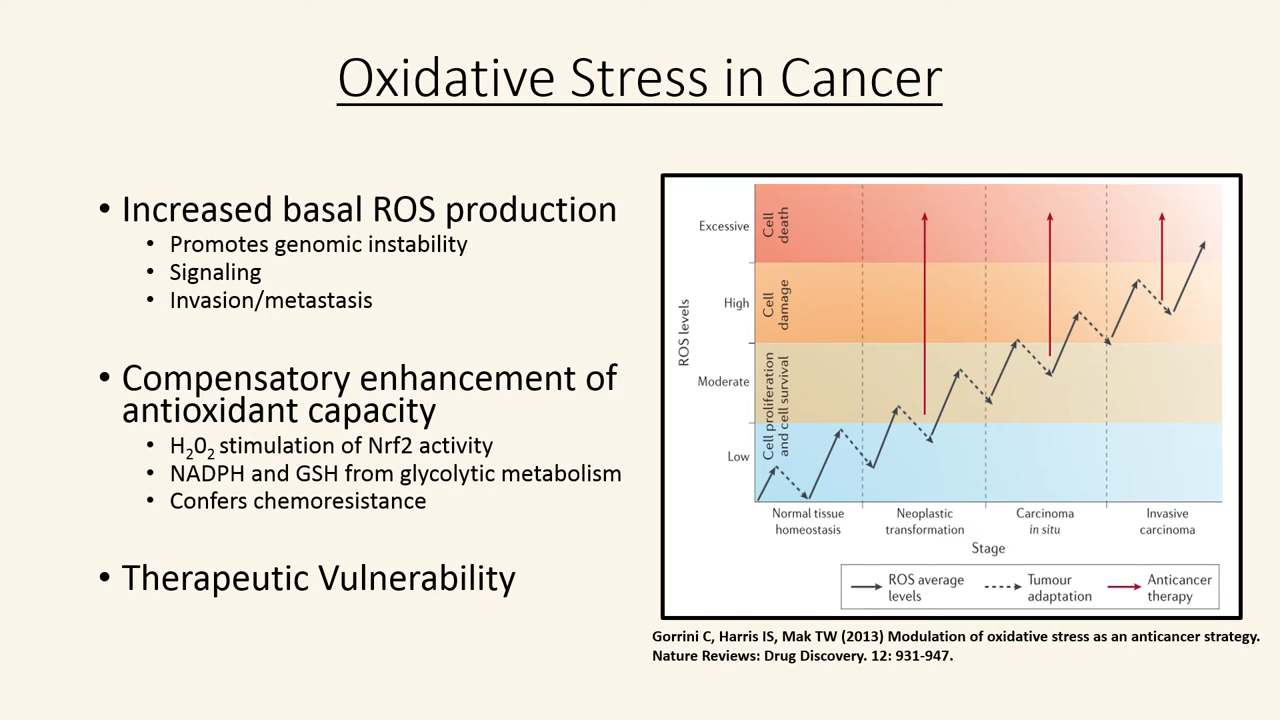 Oxidative Stress in Cancer
• Increased basal ROS production
• Promotes genomic instability
• Signaling
• Invasion/metastasis
• Compensatory enhancement of
antioxidant capacity
• H₂0₂ stimulation of Nrf2 activity
• NADPH and GSH from glycolytic metabolism
• Confers chemoresistance
• Therapeutic Vulnerability
ROS levels
Excessive
High
Moderate
Low
Cell
death
Cell
damage
Cell proliferation
and cell survival
Normal tissue
homeostasis
Neoplastic
transformation
Carcinoma
in situ
Invasive
carcinoma
Stage
ROS average
levels
Tumour
adaptation
Anticancer
therapy
Gorrini C, Harris IS, Mak TW (2013) Modulation of oxidative stress as an anticancer strategy.
Nature Reviews: Drug Discovery. 12: 931-947.